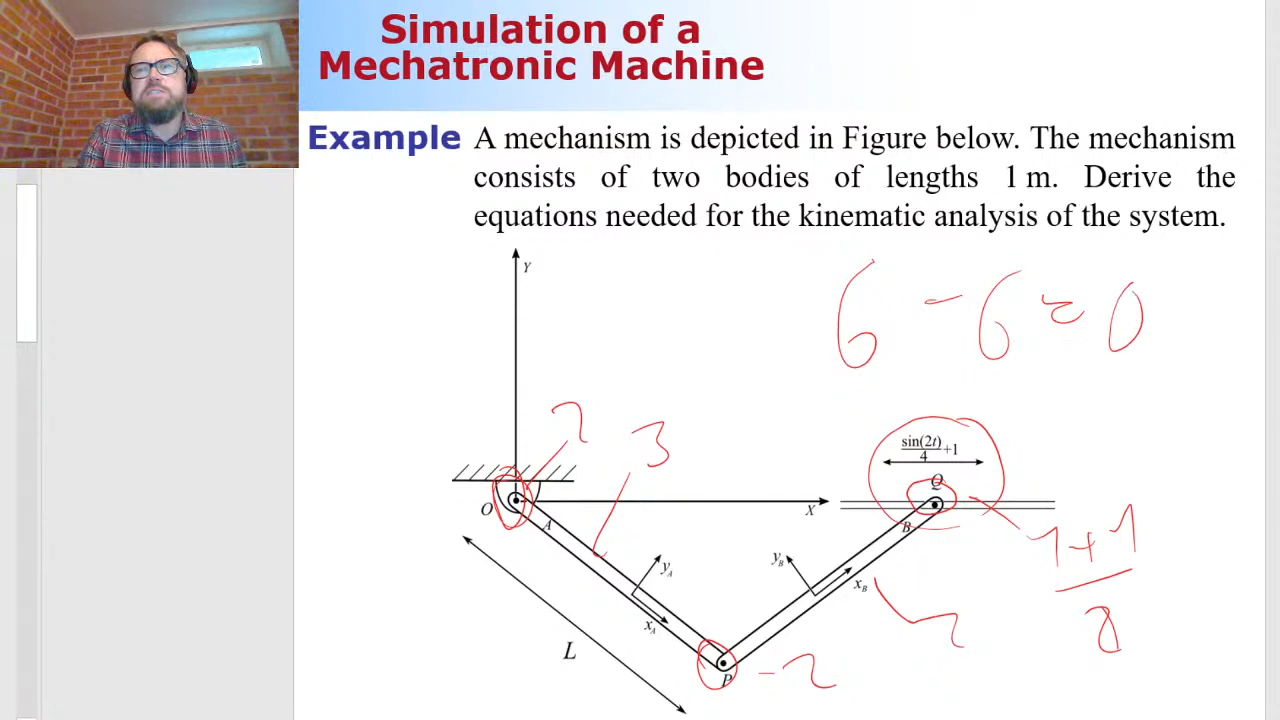 Simulation of a
Mechatronic Machine
Example A mechanism is depicted in Figure below. The mechanism
consists of two bodies of lengths 1 m. Derive the
equations needed for the kinematic analysis of the system.
Y
6 - 6 = 0
2
3
sin(2t)/4 +1
Q
O
X
A
B
y_A
y_B
x_B
x_A
1+1
L
P
-2